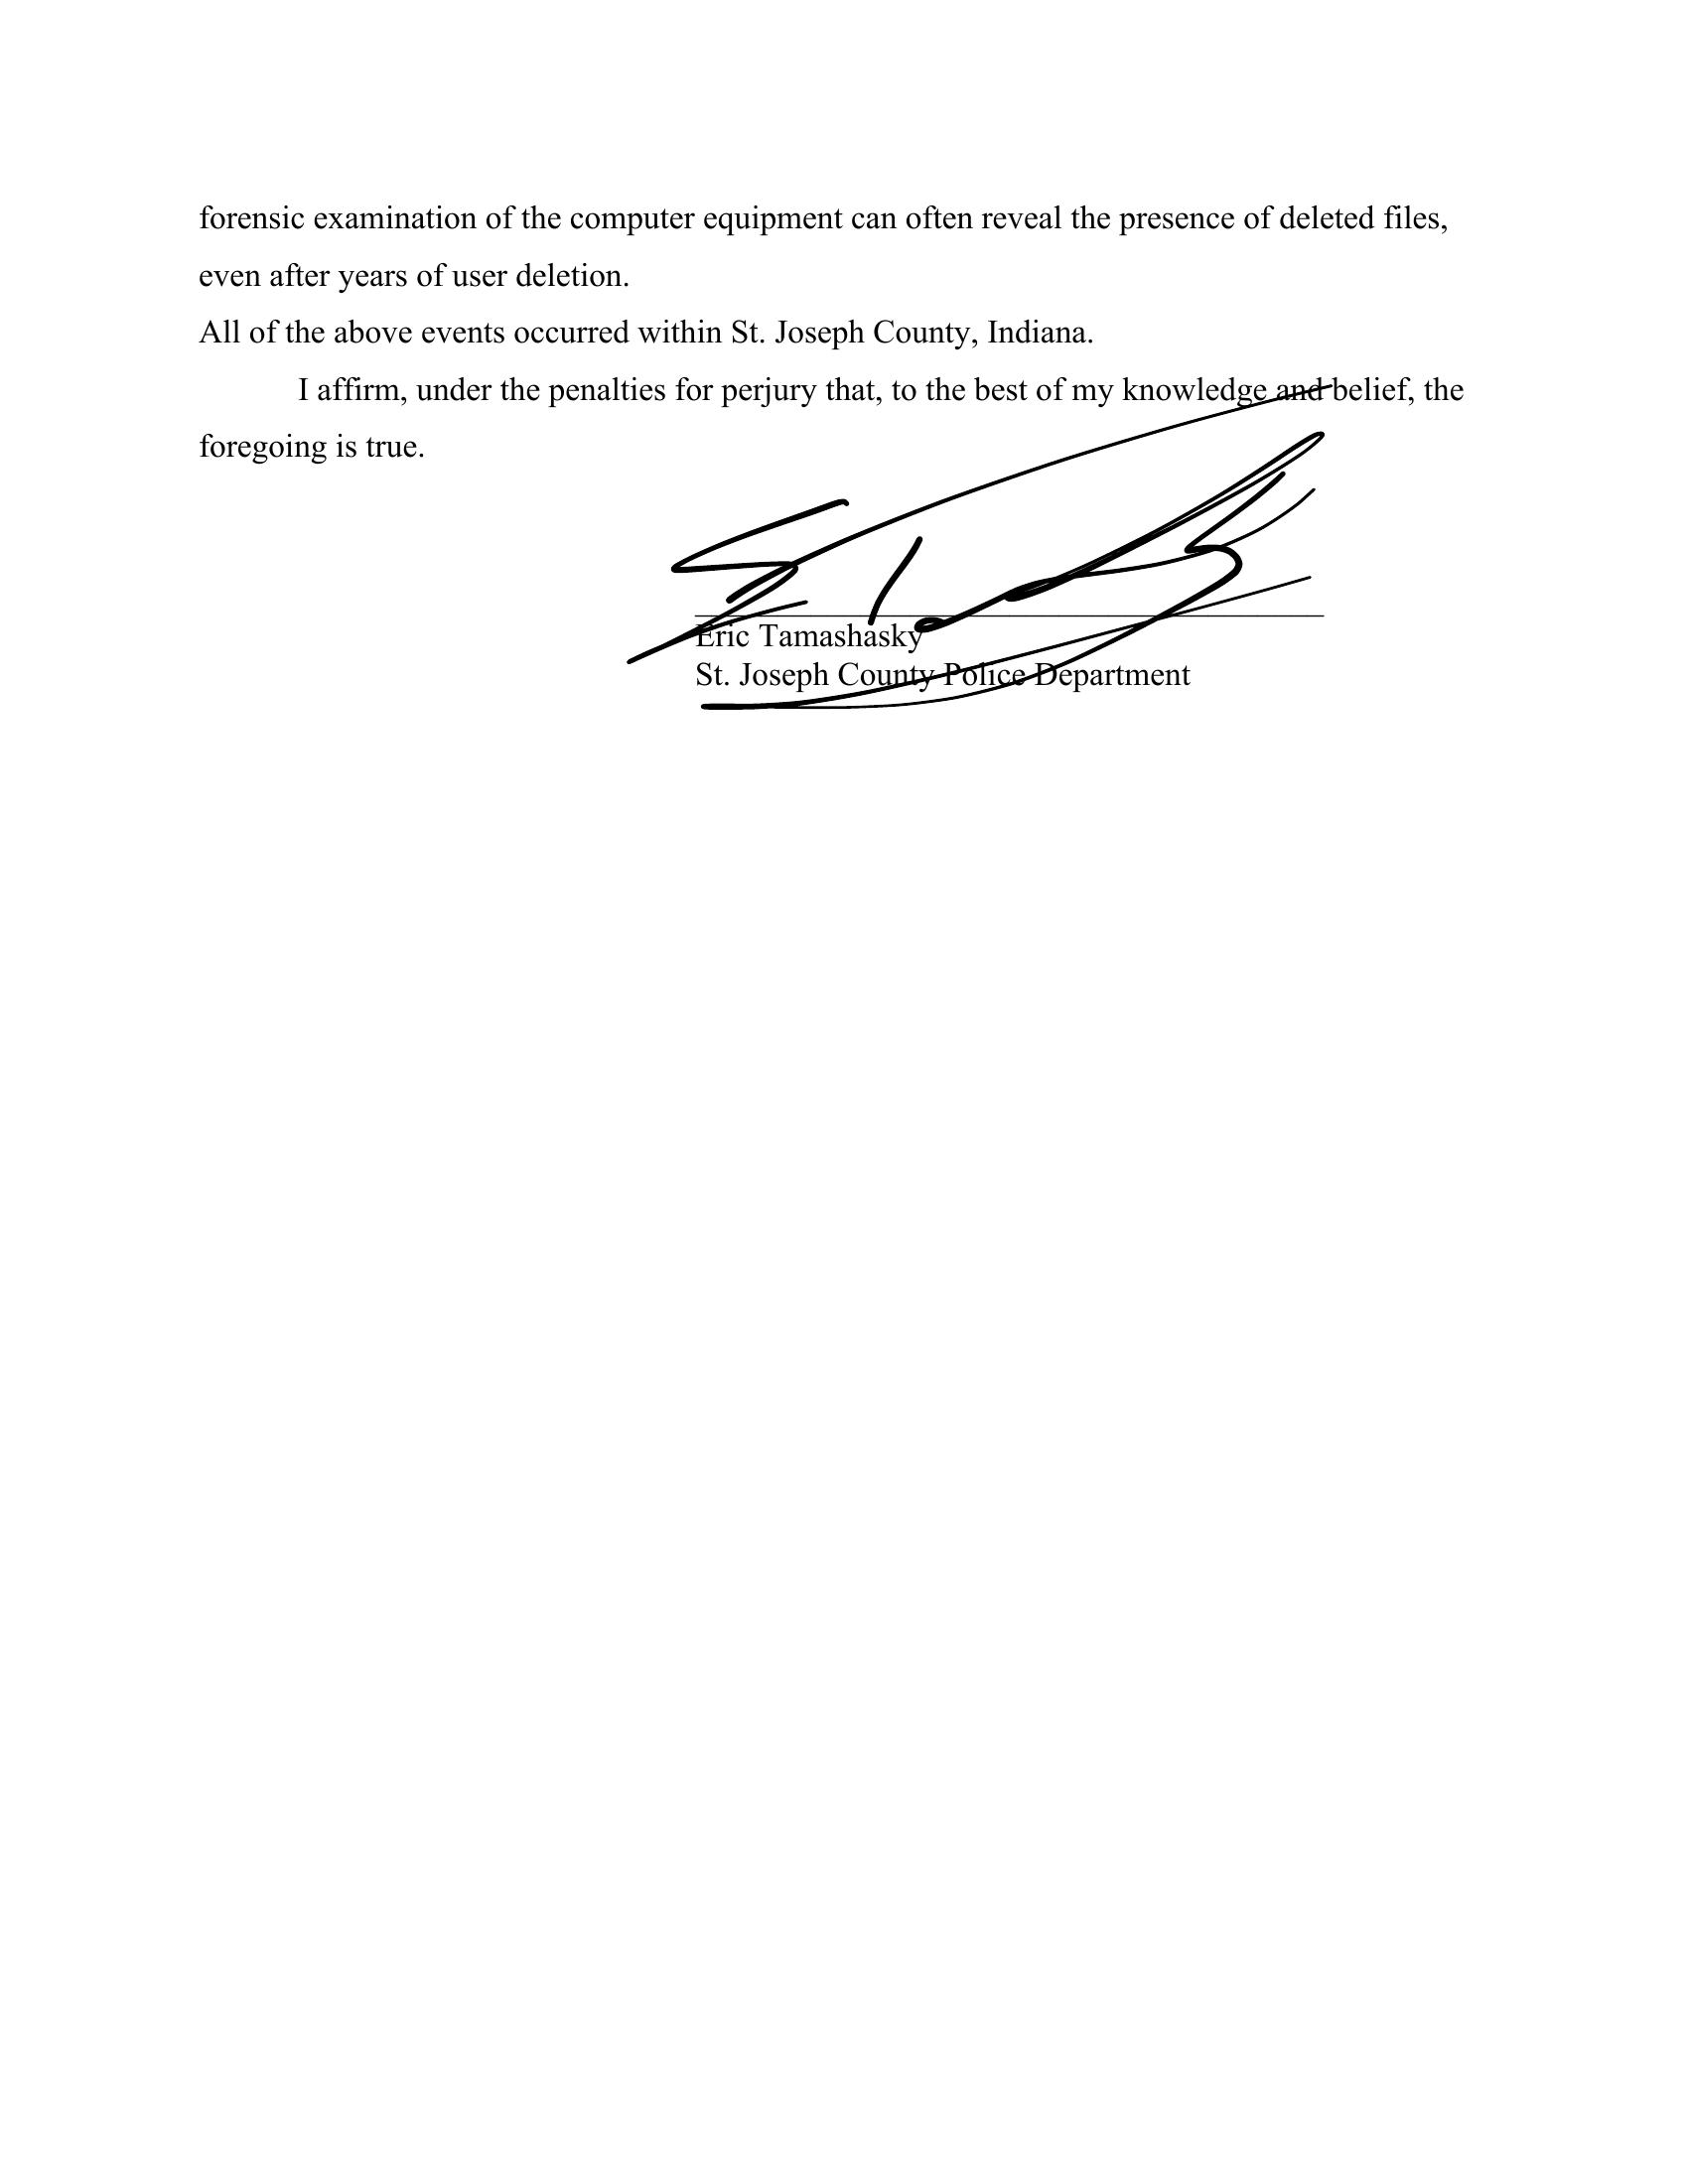 forensic examination of the computer equipment can often reveal the presence of deleted files,
even after years of user deletion.
All of the above events occurred within St. Joseph County, Indiana.
I affirm, under the penalties for perjury that, to the best of my knowledge and belief, the
foregoing is true.
Eric Tamashasky
St. Joseph County Police Department